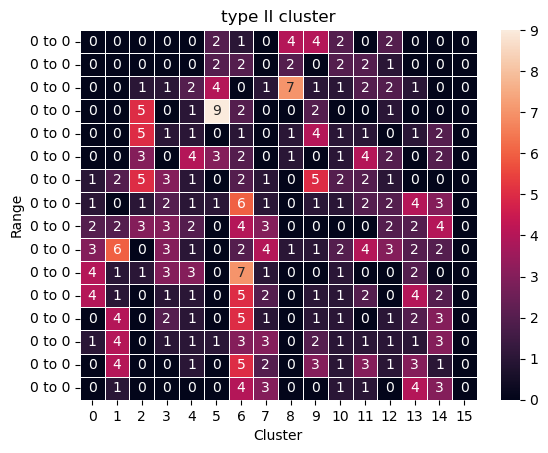 type II cluster
0 to 0 0 0 0 0 0 2 1 0 4 4 2 0 2 0 0 0
0 to 0 0 0 0 0 0 2 2 0 2 0 2 2 1 0 0 0
0 to 0 0 0 1 1 2 4 0 1 7 1 1 2 2 1 0 0
0 to 0 0 0 5 0 1 9 2 0 0 2 0 0 1 0 0 0
0 to 0 0 0 5 1 1 0 1 0 1 4 1 1 0 1 2 0
0 to 0 0 0 3 0 4 3 2 0 1 0 1 4 2 0 2 0
0 to 0 1 2 5 3 1 0 2 1 0 5 2 2 1 0 0 0
0 to 0 1 0 1 2 1 1 6 1 0 1 1 2 2 4 3 0
0 to 0 2 2 3 3 2 0 4 3 0 0 0 0 2 2 4 0
0 to 0 3 6 0 3 1 0 2 4 1 1 2 4 3 2 2 0
0 to 0 4 1 1 3 3 0 7 1 0 0 1 0 0 2 0 0
0 to 0 4 1 0 1 0 1 5 2 0 1 1 2 0 4 2 0
0 to 0 0 4 0 2 1 0 5 1 0 1 1 0 1 2 3 0
0 to 0 1 4 0 1 1 1 3 3 0 2 1 1 1 1 3 0
0 to 0 0 4 0 0 1 0 5 2 0 3 1 3 1 3 1 0
0 to 0 0 1 0 0 0 0 4 3 0 0 1 1 0 4 3 0
0 1 2 3 4 5 6 7 8 9 10 11 12 13 14 15
Cluster
Range
9
8
7
6
5
4
3
2
1
0